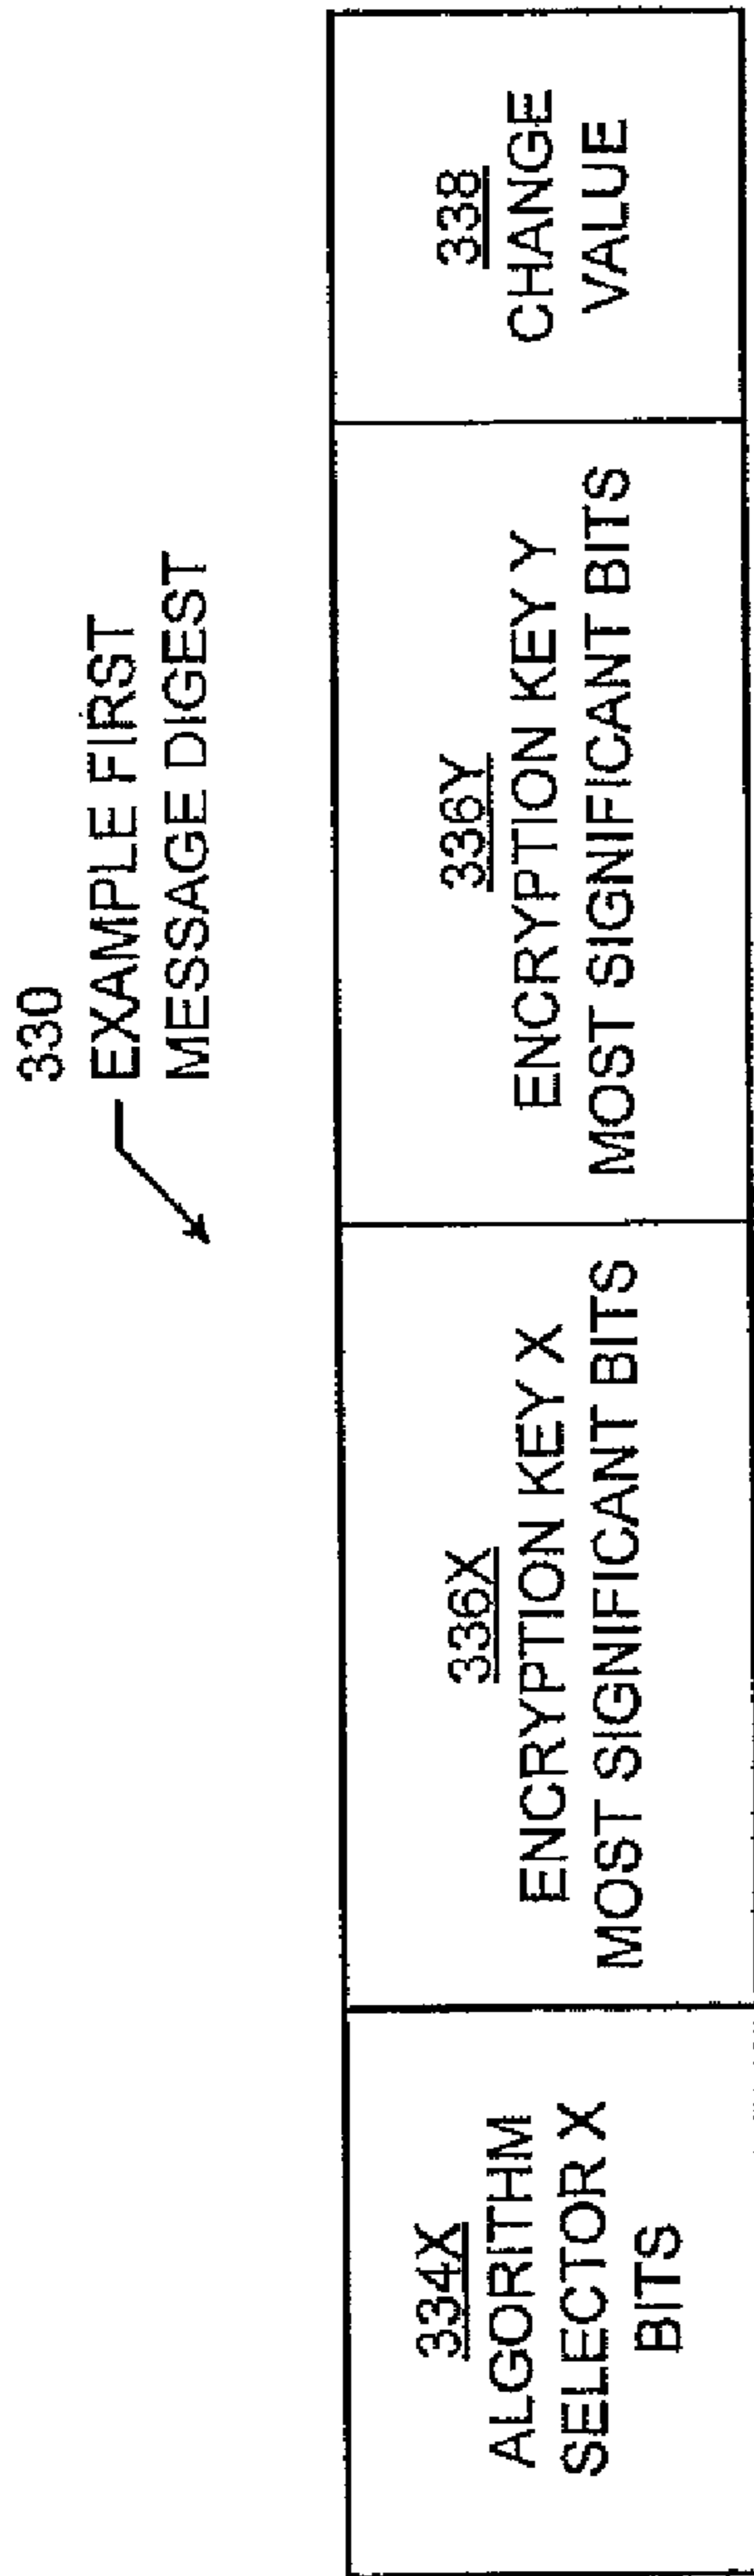 330
EXAMPLE FIRST
MESSAGE DIGEST
334X
ALGORITHM
SELECTOR X
BITS
336X
ENCRYPTION KEY X
MOST SIGNIFICANT BITS
336Y
ENCRYPTION KEY Y
MOST SIGNIFICANT BITS
338
CHANGE
VALUE